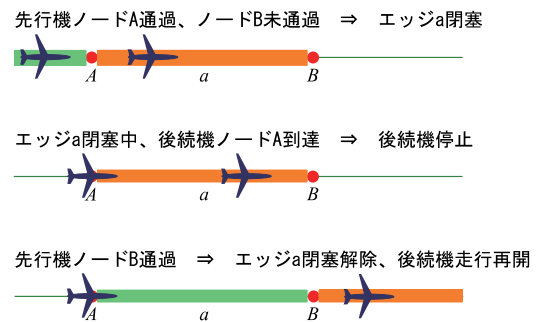 先行機ノードA通過、ノードB未通過　⇒　エッジa閉塞
A a B
エッジa閉塞中、後続機ノードA到達　⇒　後続機停止
A a B
先行機ノードB通過　⇒　エッジa閉塞解除、後続機走行再開
A a B